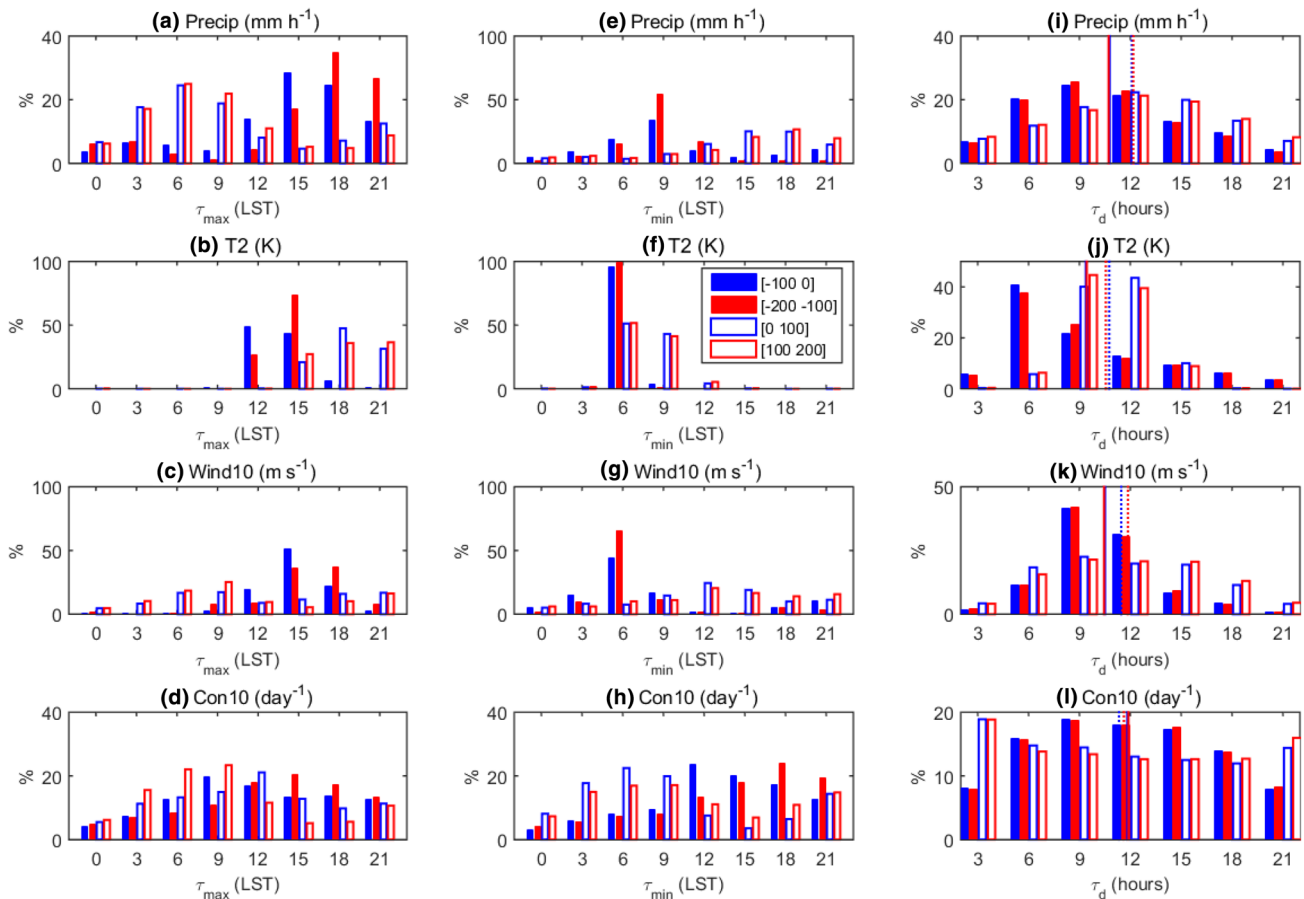 (a) Precip (mm h⁻¹)
40
20
0
%
0 3 6 9 12 15 18 21
τmax (LST)
(e) Precip (mm h⁻¹)
100
50
0
%
0 3 6 9 12 15 18 21
τmin (LST)
(i) Precip (mm h⁻¹)
40
20
0
%
3 6 9 12 15 18 21
τd (hours)
(b) T2 (K)
100
50
0
%
0 3 6 9 12 15 18 21
τmax (LST)
(f) T2 (K)
100
50
0
%
[-100 0]
[-200 -100]
[0 100]
[100 200]
0 3 6 9 12 15 18 21
τmin (LST)
(j) T2 (K)
40
20
0
%
3 6 9 12 15 18 21
τd (hours)
(c) Wind10 (m s⁻¹)
100
50
0
%
0 3 6 9 12 15 18 21
τmax (LST)
(g) Wind10 (m s⁻¹)
100
50
0
%
0 3 6 9 12 15 18 21
τmin (LST)
(k) Wind10 (m s⁻¹)
50
0
%
3 6 9 12 15 18 21
τd (hours)
(d) Con10 (day⁻¹)
40
20
0
%
0 3 6 9 12 15 18 21
τmax (LST)
(h) Con10 (day⁻¹)
40
20
0
%
0 3 6 9 12 15 18 21
τmin (LST)
(l) Con10 (day⁻¹)
20
10
0
%
3 6 9 12 15 18 21
τd (hours)